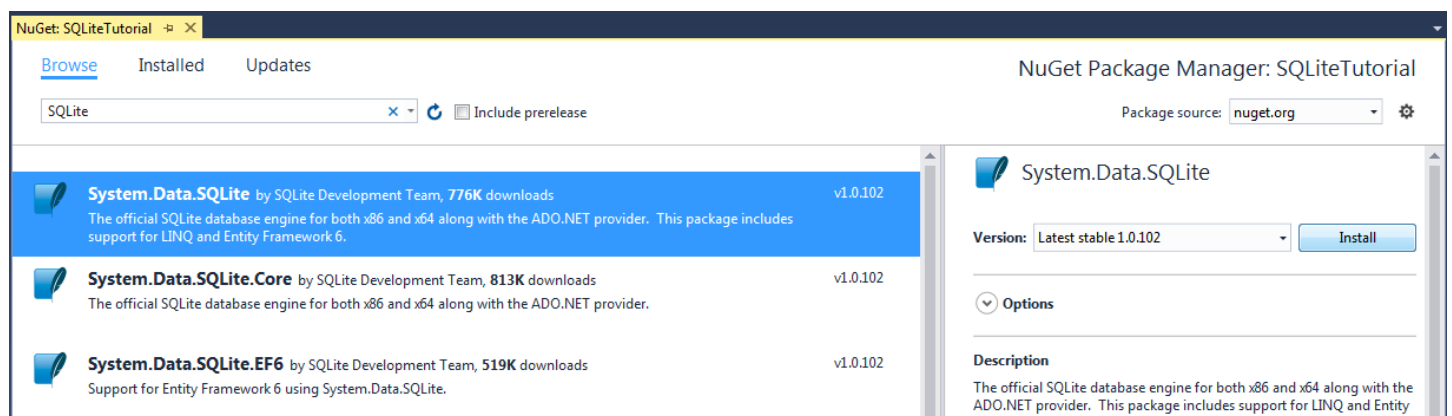 NuGet: SQLiteTutorial
Browse Installed Updates
NuGet Package Manager: SQLiteTutorial
SQLite
Include prerelease
Package source: nuget.org
System.Data.SQLite by SQLite Development Team, 776K downloads v1.0.102
The official SQLite database engine for both x86 and x64 along with the ADO.NET provider. This package includes
support for LINQ and Entity Framework 6.
System.Data.SQLite.Core by SQLite Development Team, 813K downloads v1.0.102
The official SQLite database engine for both x86 and x64 along with the ADO.NET provider.
System.Data.SQLite.EF6 by SQLite Development Team, 519K downloads v1.0.102
Support for Entity Framework 6 using System.Data.SQLite.
System.Data.SQLite
Version: Latest stable 1.0.102 Install
Options
Description
The official SQLite database engine for both x86 and x64 along with the
ADO.NET provider. This package includes support for LINQ and Entity